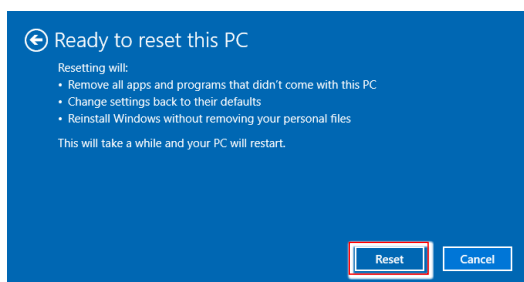 Ready to reset this PC
Resetting will:
• Remove all apps and programs that didn't come with this PC
• Change settings back to their defaults
• Reinstall Windows without removing your personal files
This will take a while and your PC will restart.
Reset Cancel